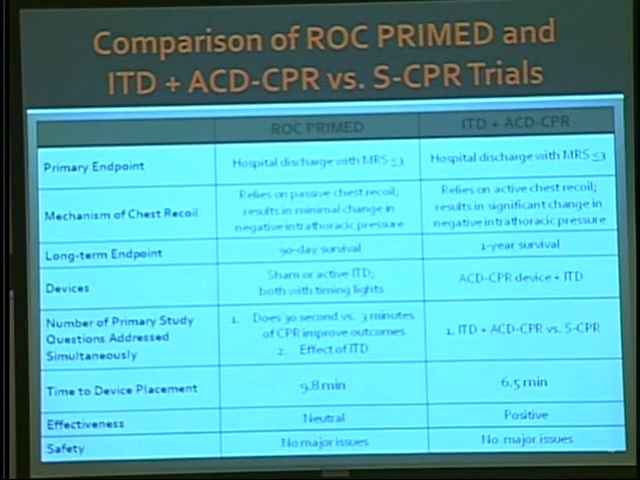 Comparison of ROC PRIMED and
ITD + ACD-CPR vs. S-CPR Trials
ROC PRIMED
ITD + ACD-CPR
Primary Endpoint
Hospital discharge with MRS ≤3
Hospital discharge with MRS ≤3
Mechanism of Chest Recoil
Relies on passive chest recoil;
results in minimal change in
negative intrathoracic pressure
Relies on active chest recoil;
results in significant change in
negative intrathoracic pressure
Long-term Endpoint
90-day survival
1-year survival
Devices
Sham or active ITD;
both with timing lights
ACD-CPR device + ITD
Number of Primary Study
Questions Addressed
Simultaneously
1. Does 30 second vs. 3 minutes
of CPR improve outcomes
2. Effect of ITD
1. ITD + ACD-CPR vs. S-CPR
Time to Device Placement
9.8 min
6.5 min
Effectiveness
Neutral
Positive
Safety
No major issues
No major issues